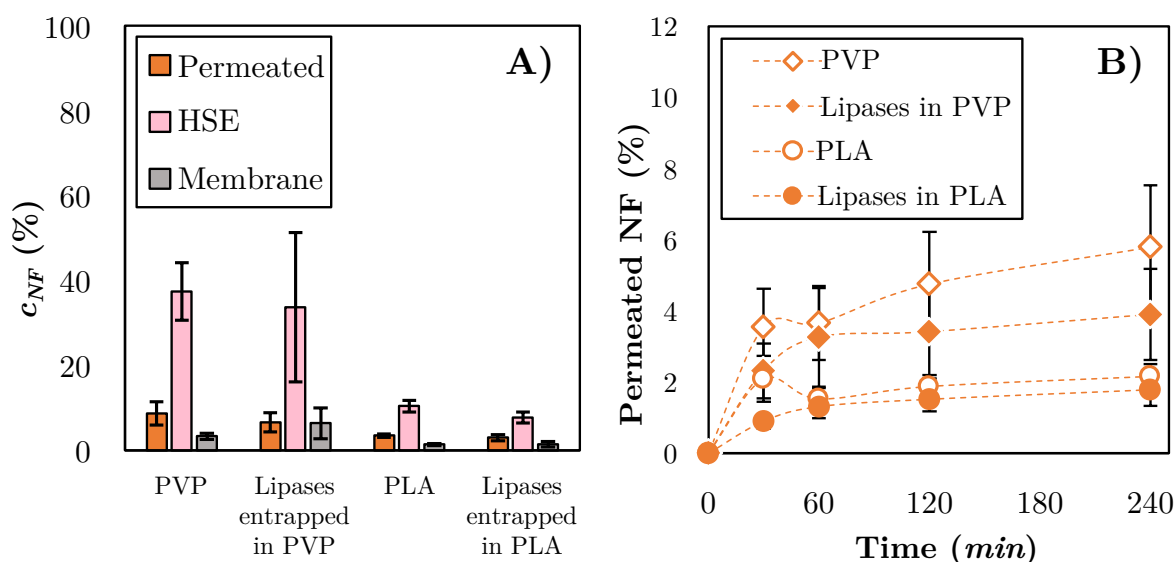 100
80
60
40
20
0
c_NF (%)
Permeated
HSE
Membrane
A)
PVP
Lipases
entrapped
in PVP
PLA
Lipases
entrapped
in PLA
12
10
8
6
4
2
0
Permeated NF (%)
PVP
Lipases in PVP
PLA
Lipases in PLA
B)
0 60 120 180 240
Time (min)